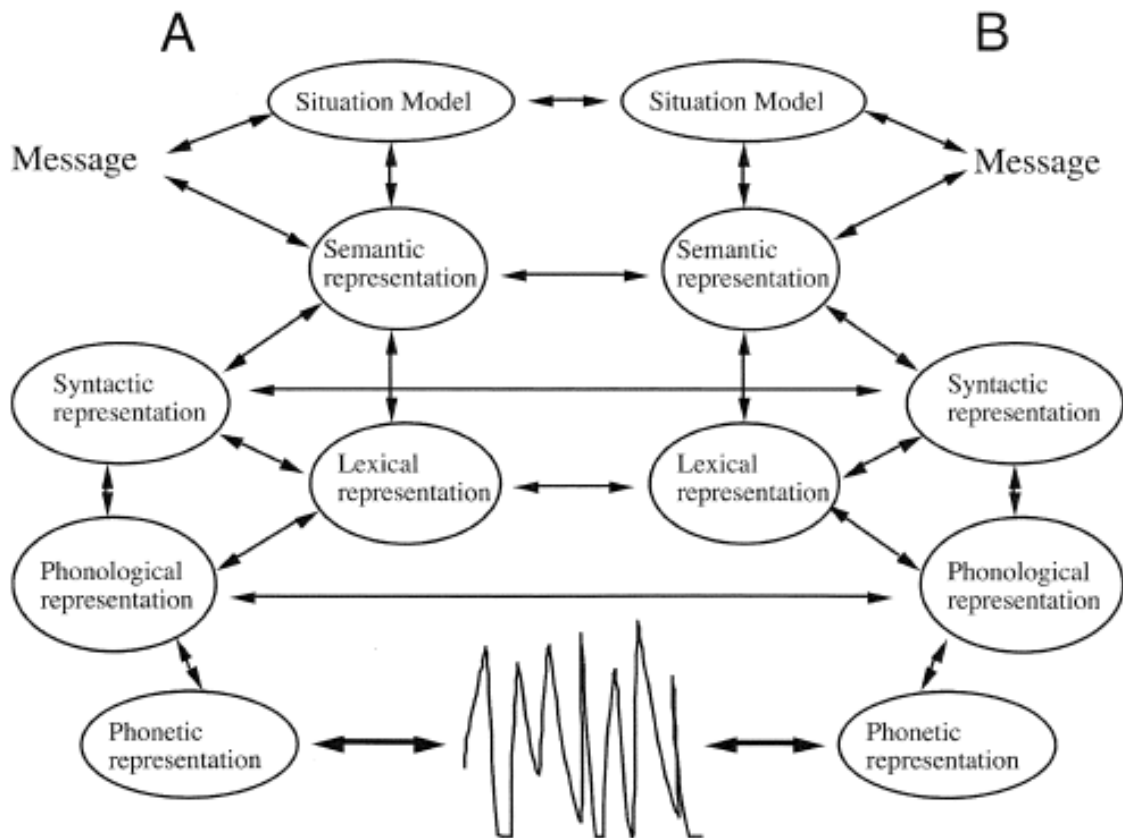 A
B
Situation Model
Situation Model
Message
Message
Semantic
representation
Semantic
representation
Syntactic
representation
Syntactic
representation
Lexical
representation
Lexical
representation
Phonological
representation
Phonological
representation
Phonetic
representation
Phonetic
representation